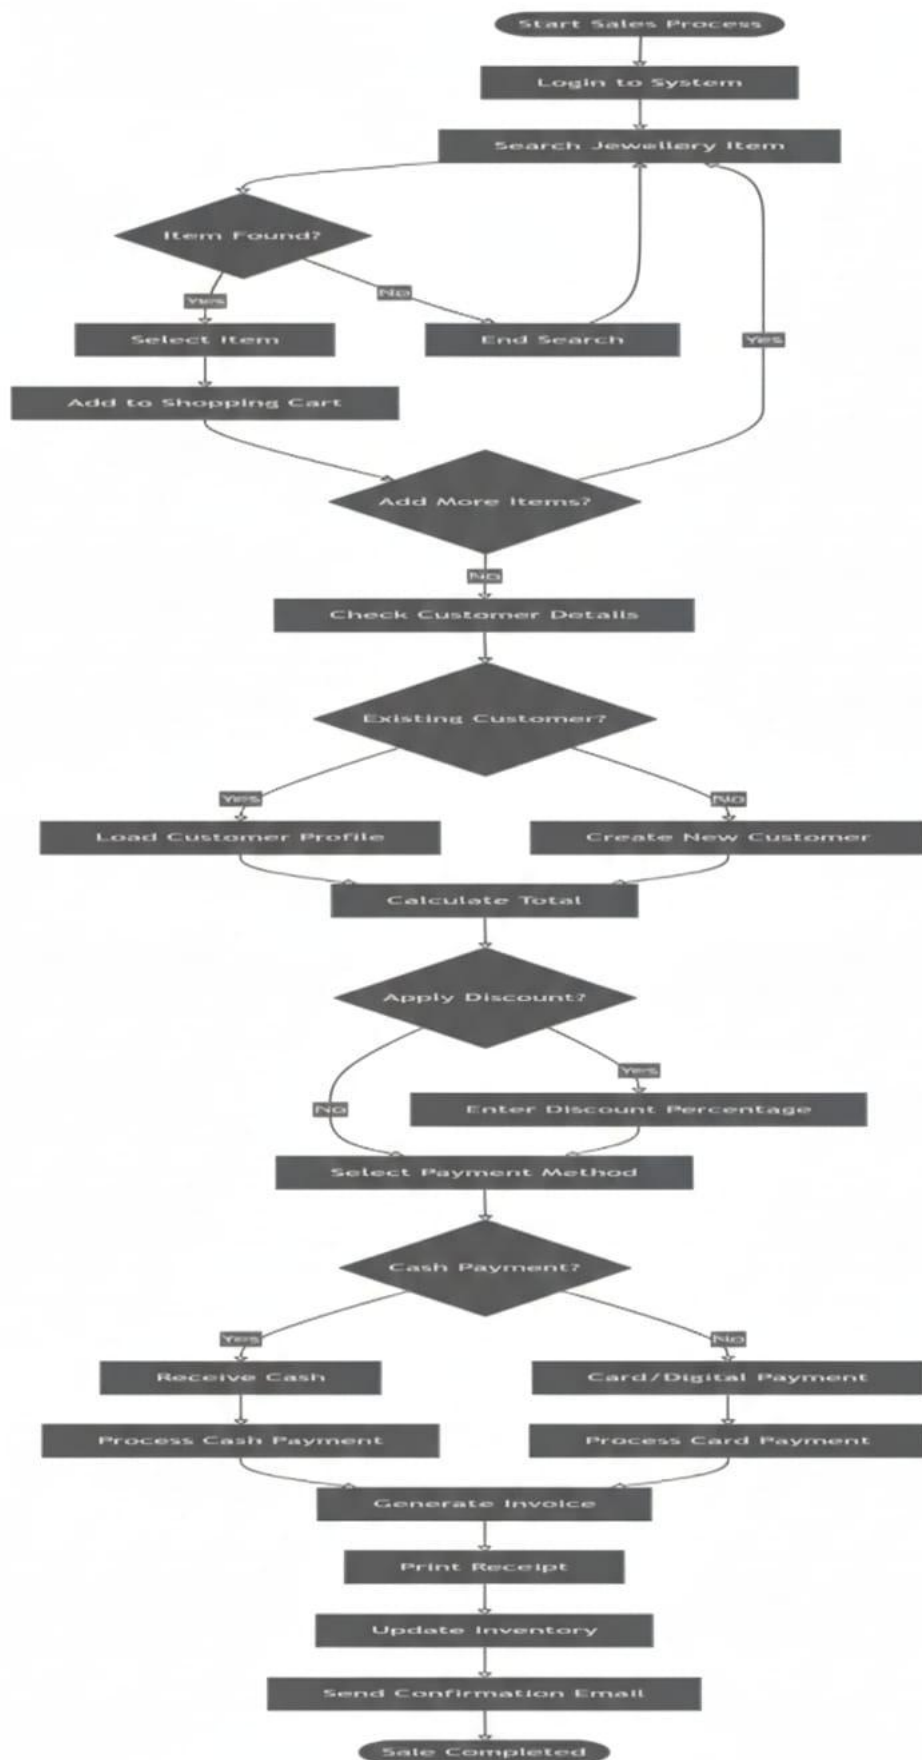 Start Sales Process
Login to System
Search Jewellery Item
Item Found?
Yes
No
Select Item
End Search
Yes
Add to Shopping Cart
Add More Items?
No
Check Customer Details
Existing Customer?
Yes
No
Load Customer Profile
Create New Customer
Calculate Total
Apply Discount?
Yes
No
Enter Discount Percentage
Select Payment Method
Cash Payment?
Yes
No
Receive Cash
Card/Digital Payment
Process Cash Payment
Process Card Payment
Generate Invoice
Print Receipt
Update Inventory
Send Confirmation Email
Sale Completed